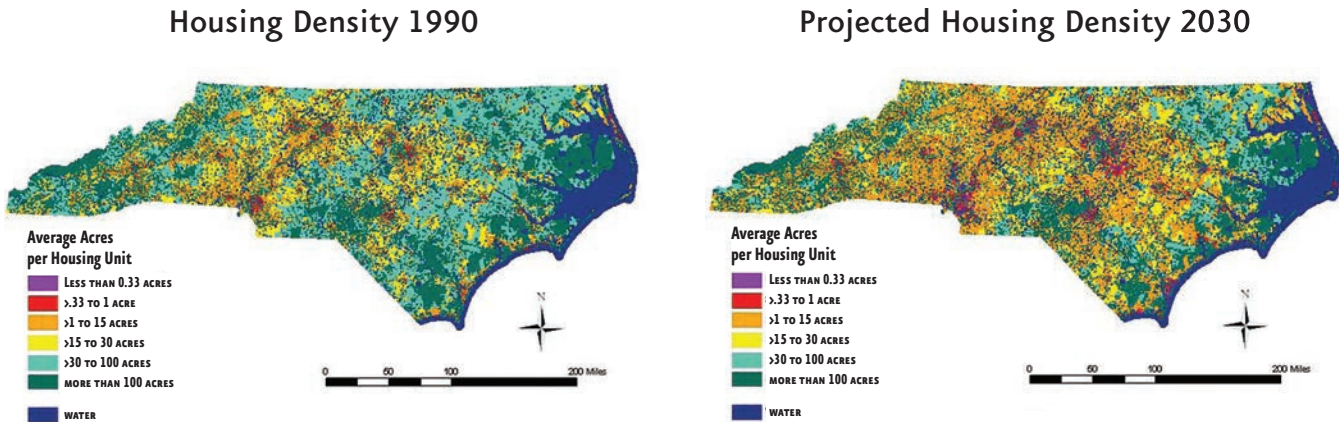 Housing Density 1990
Average Acres
per Housing Unit
LESS THAN 0.33 ACRES
>.33 TO 1 ACRE
>1 TO 15 ACRES
>15 TO 30 ACRES
>30 TO 100 ACRES
MORE THAN 100 ACRES
WATER
N
0 50 100 200 Miles
Projected Housing Density 2030
Average Acres
per Housing Unit
LESS THAN 0.33 ACRES
>.33 TO 1 ACRE
>1 TO 15 ACRES
>15 TO 30 ACRES
>30 TO 100 ACRES
MORE THAN 100 ACRES
WATER
N
0 50 100 200 Miles